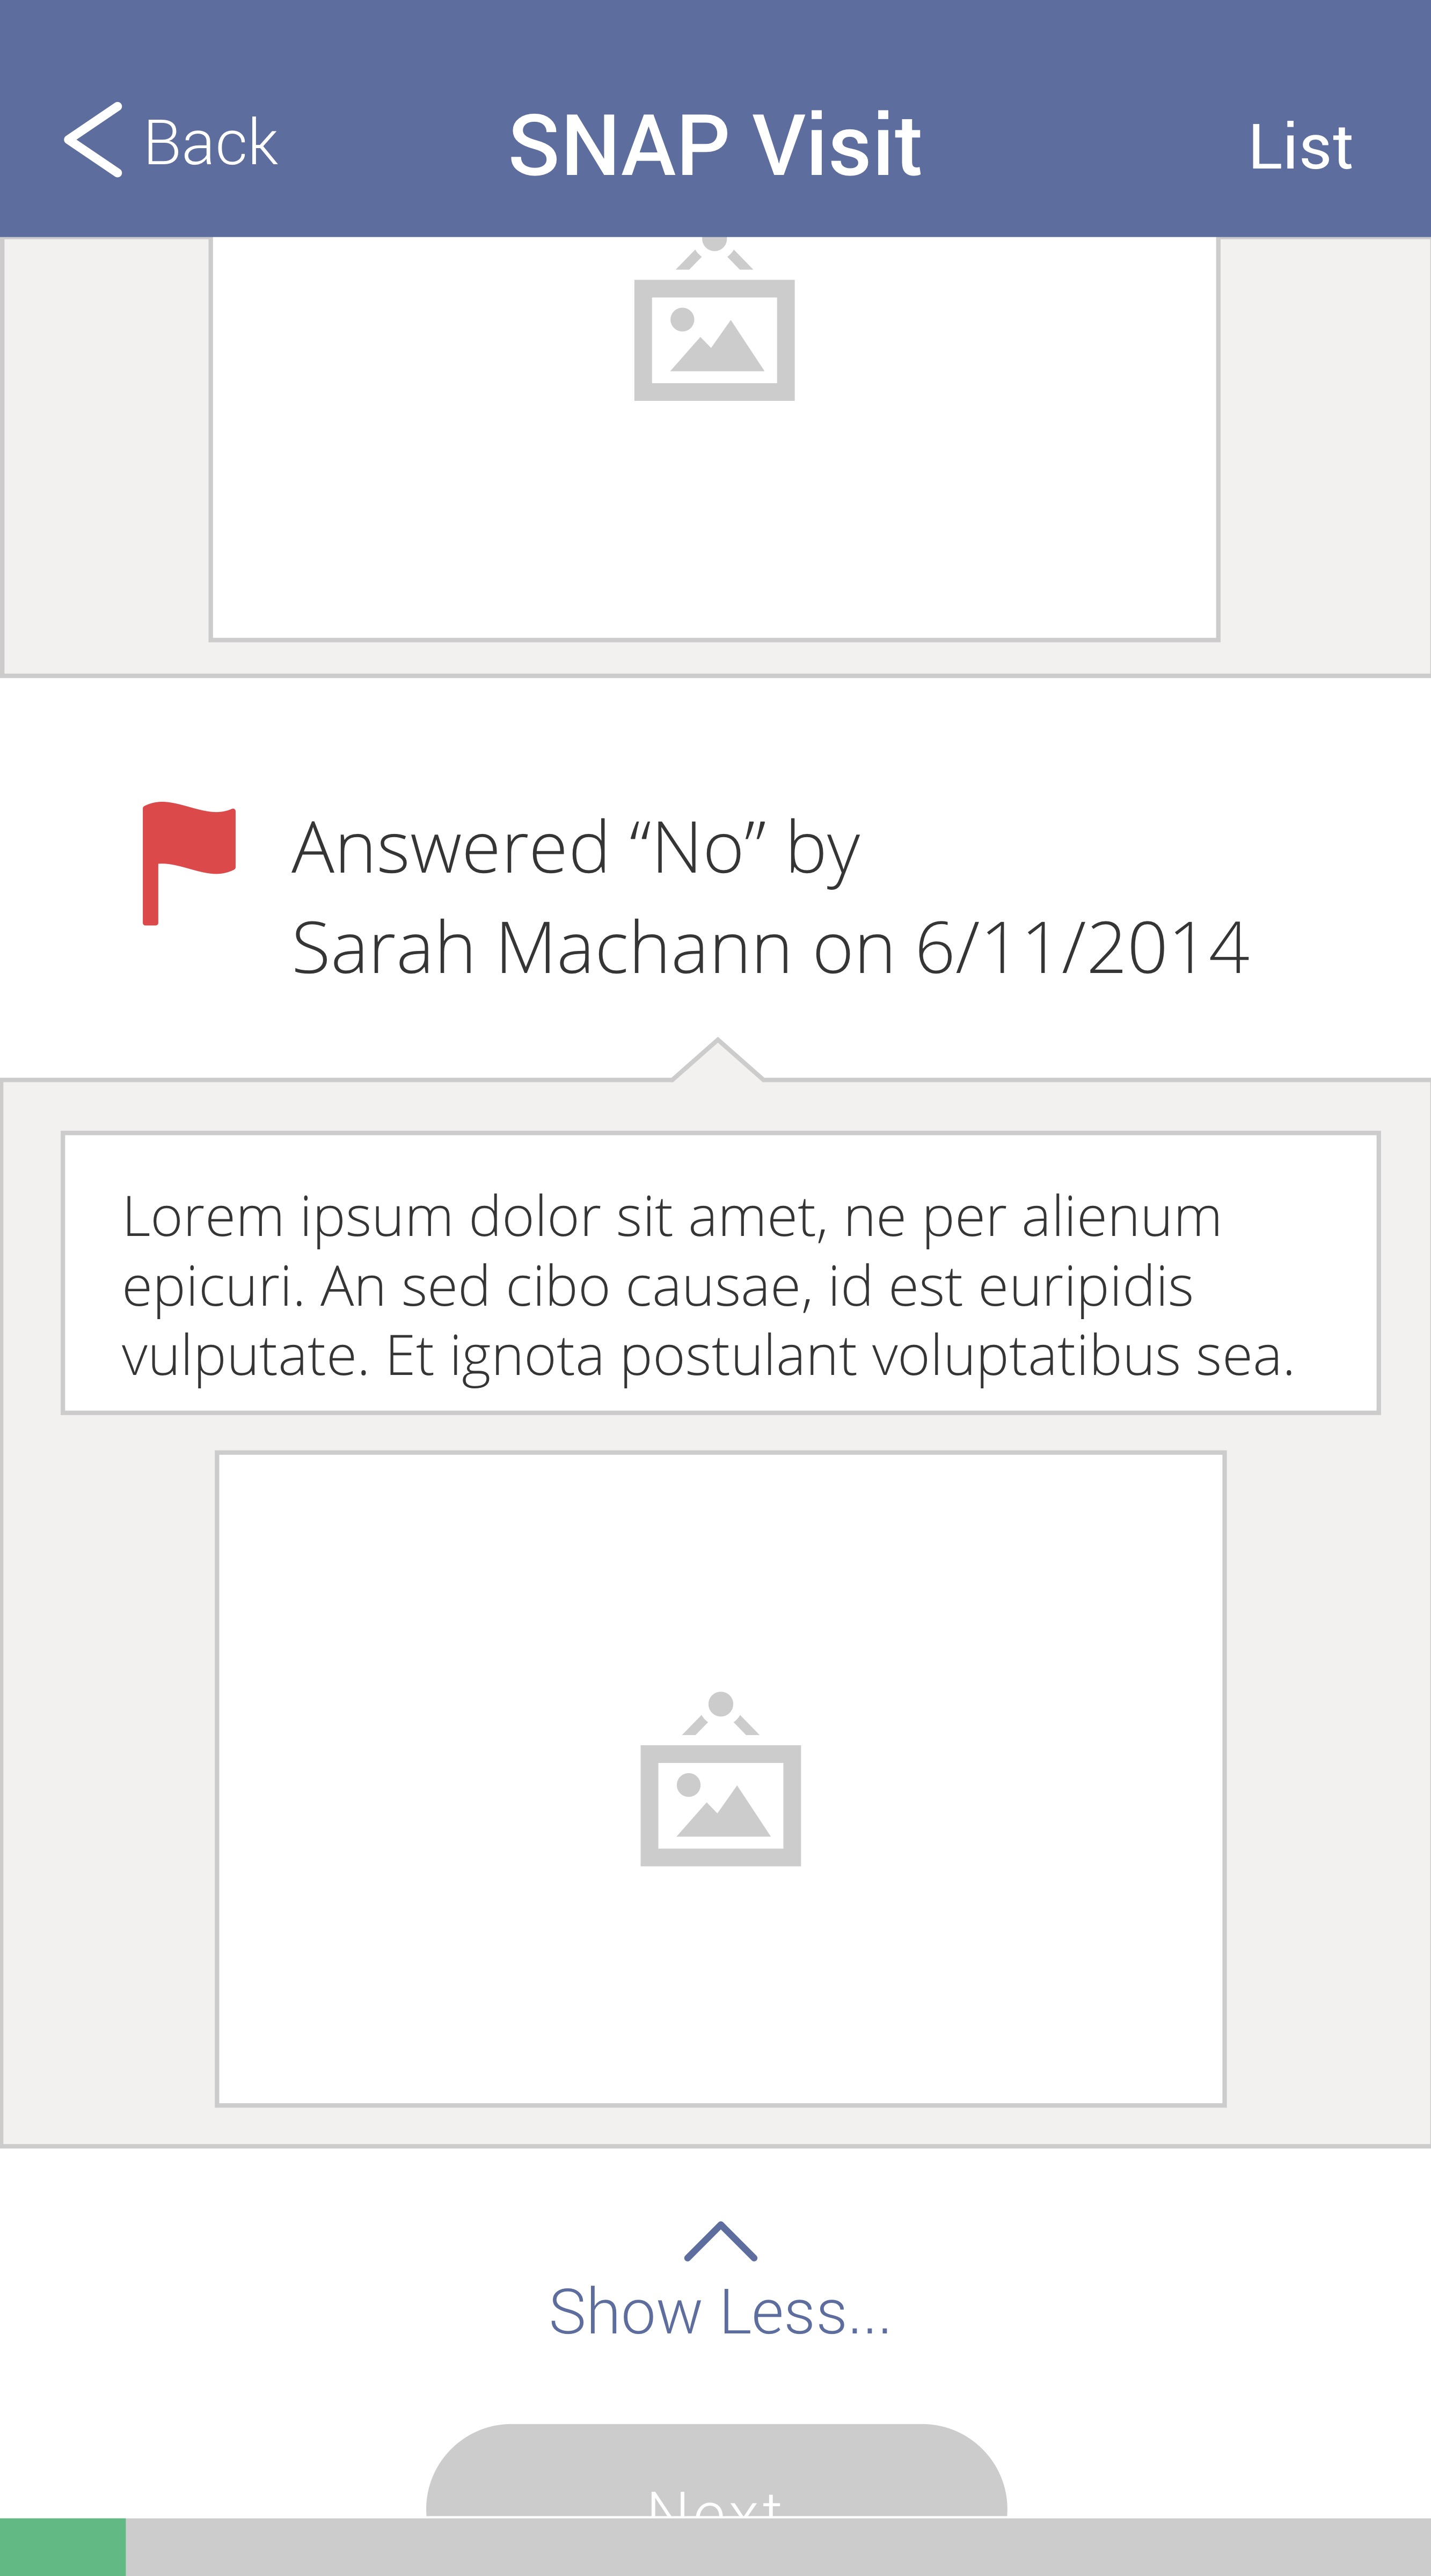 Back
SNAP Visit
List
Answered “No” by
Sarah Machann on 6/11/2014
Lorem ipsum dolor sit amet, ne per alienum
epicuri. An sed cibo causae, id est euripidis
vulputate. Et ignota postulant voluptatibus sea.
Show Less...
Next